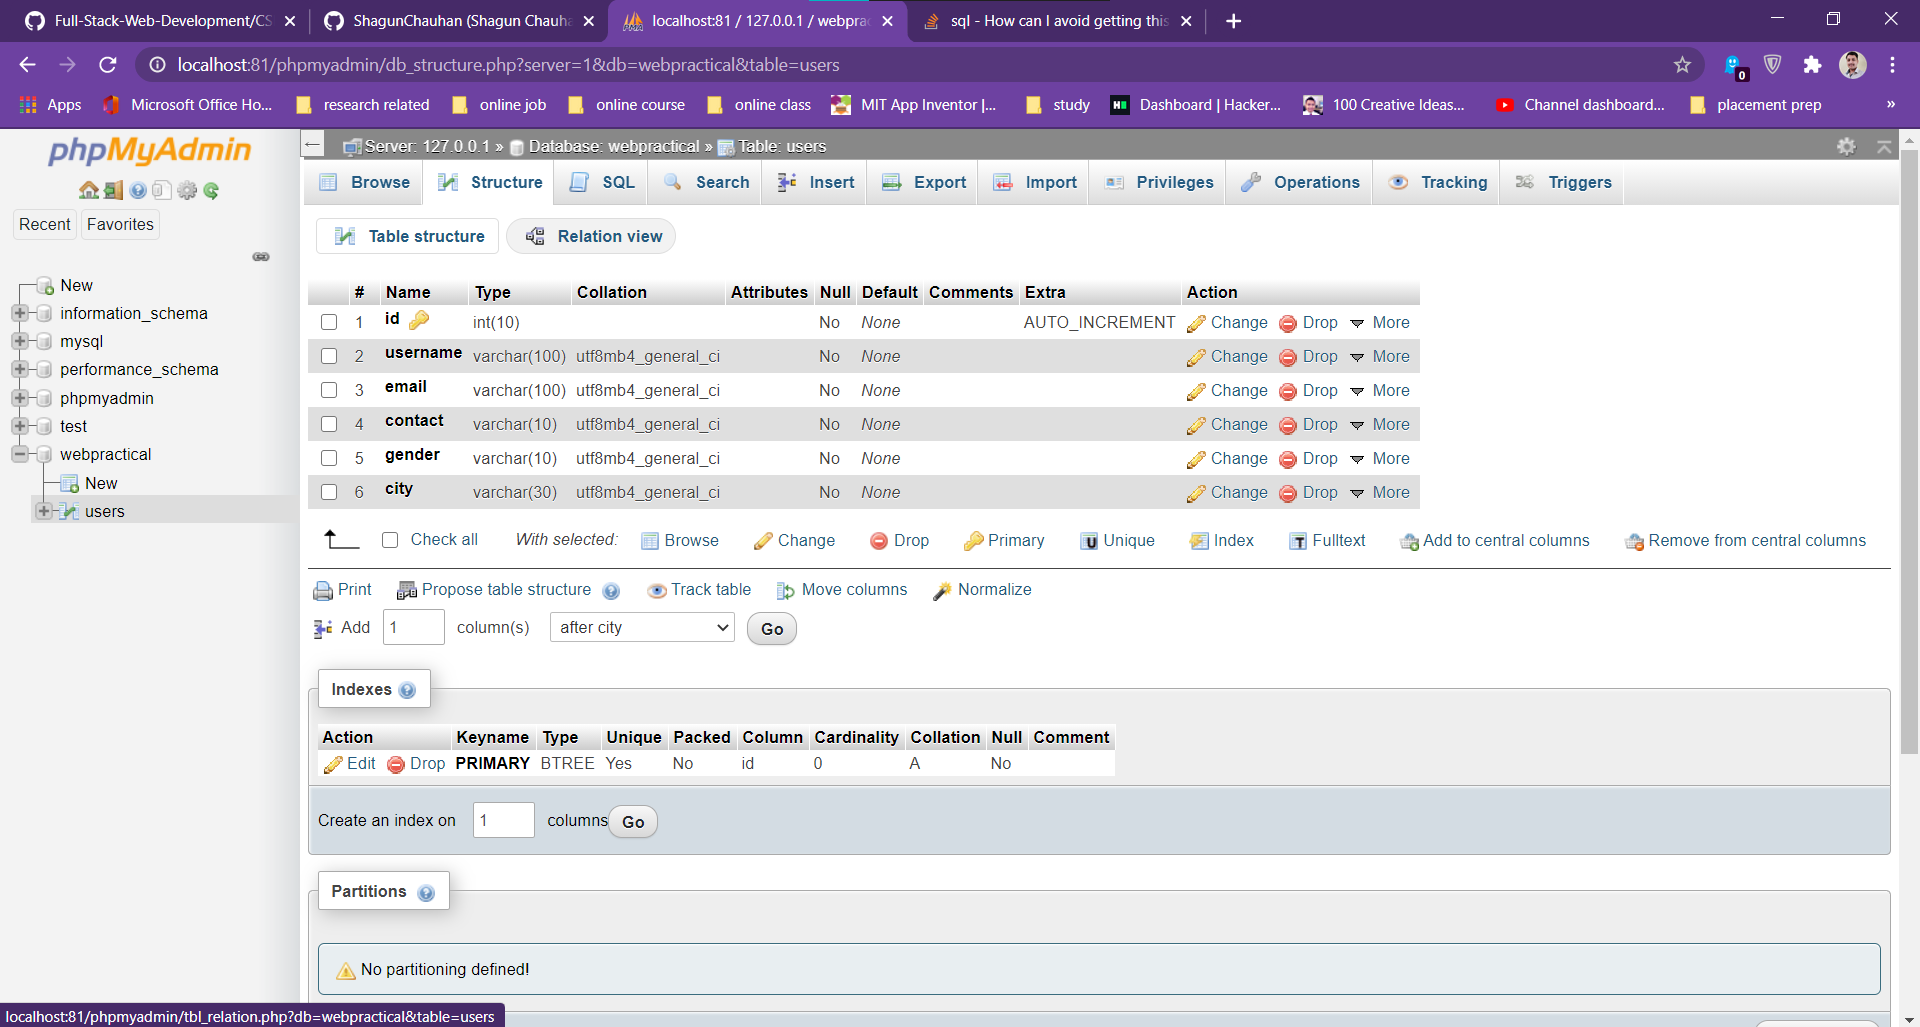 Full-Stack-Web-Development/CS
ShagunChauhan (Shagun Chauha
localhost:81 / 127.0.0.1 / webprac
sql - How can I avoid getting this
localhost:81/phpmyadmin/db_structure.php?server=1&db=webpractical&table=users
0
Apps Microsoft Office Ho... research related online job online course online class MIT App Inventor |... study Dashboard | Hacker... 100 Creative Ideas... Channel dashboard... placement prep »
phpMyAdmin
Recent Favorites
New
information_schema
mysql
performance_schema
phpmyadmin
test
webpractical
New
users
Server: 127.0.0.1 » Database: webpractical » Table: users
Browse Structure SQL Search Insert Export Import Privileges Operations Tracking Triggers
Table structure Relation view
# Name Type Collation Attributes Null Default Comments Extra Action
1 id int(10) No None AUTO_INCREMENT Change Drop More
2 username varchar(100) utf8mb4_general_ci No None Change Drop More
3 email varchar(100) utf8mb4_general_ci No None Change Drop More
4 contact varchar(10) utf8mb4_general_ci No None Change Drop More
5 gender varchar(10) utf8mb4_general_ci No None Change Drop More
6 city varchar(30) utf8mb4_general_ci No None Change Drop More
Check all With selected: Browse Change Drop Primary Unique Index Fulltext Add to central columns Remove from central columns
Print Propose table structure Track table Move columns Normalize
Add 1 column(s) after city Go
Indexes
Action Keyname Type Unique Packed Column Cardinality Collation Null Comment
Edit Drop PRIMARY BTREE Yes No id 0 A No
Create an index on 1 columns Go
Partitions
No partitioning defined!
localhost:81/phpmyadmin/tbl_relation.php?db=webpractical&table=users